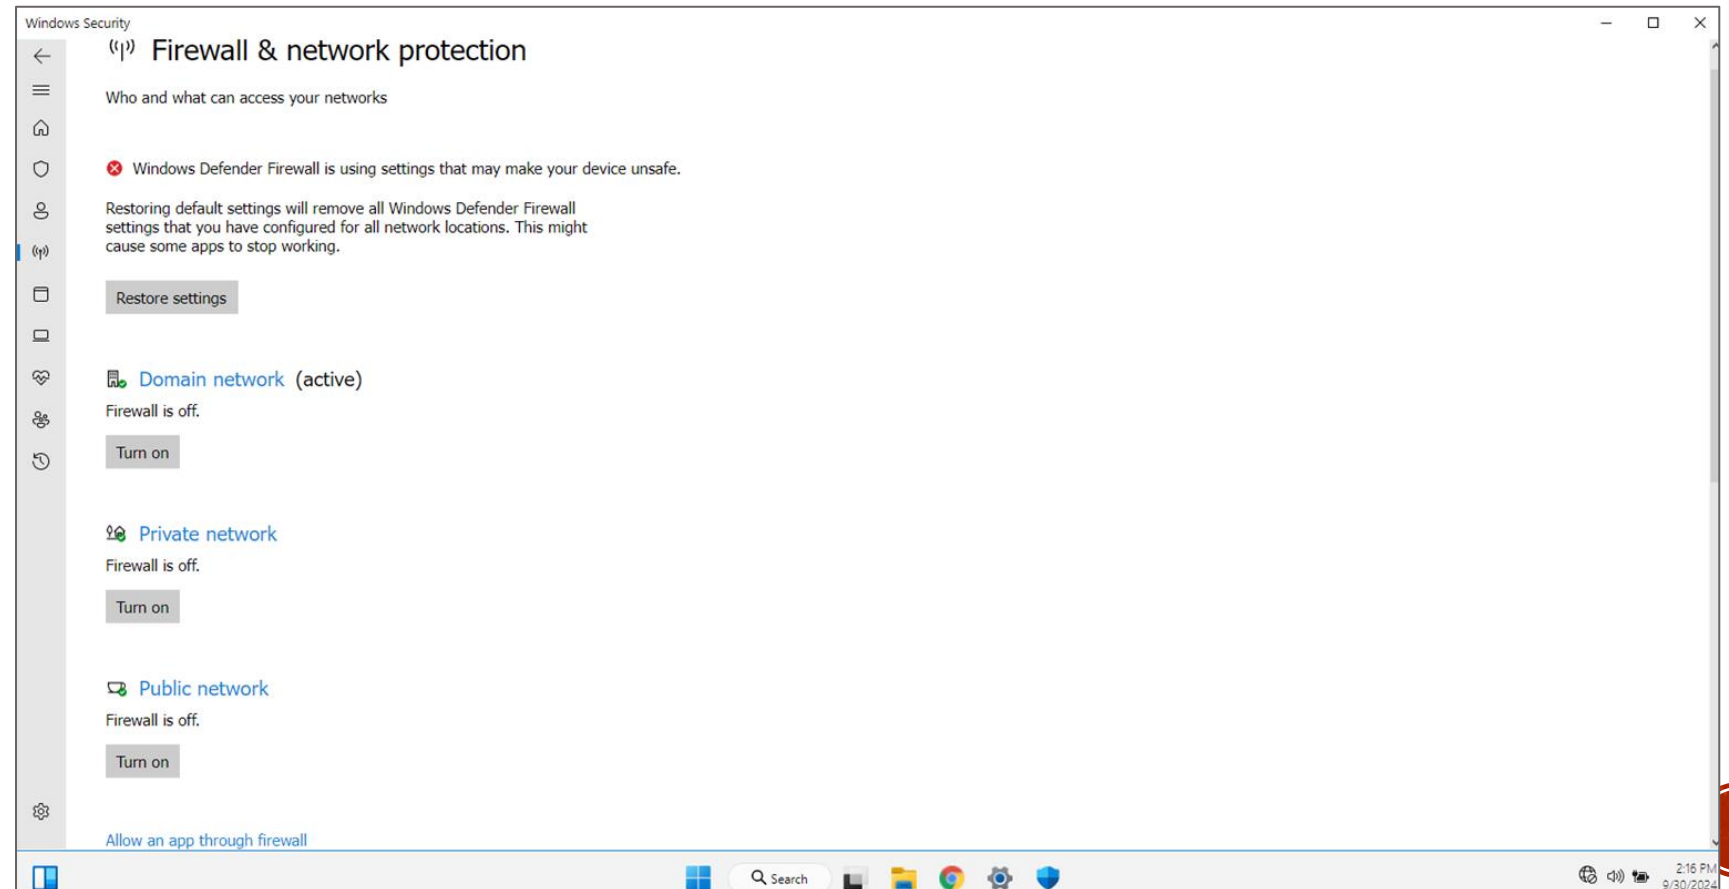 Windows Security
Firewall & network protection
Who and what can access your networks
Windows Defender Firewall is using settings that may make your device unsafe.
Restoring default settings will remove all Windows Defender Firewall
settings that you have configured for all network locations. This might
cause some apps to stop working.
Restore settings
Domain network (active)
Firewall is off.
Turn on
Private network
Firewall is off.
Turn on
Public network
Firewall is off.
Turn on
Allow an app through firewall
Search
2:16 PM
9/30/2024